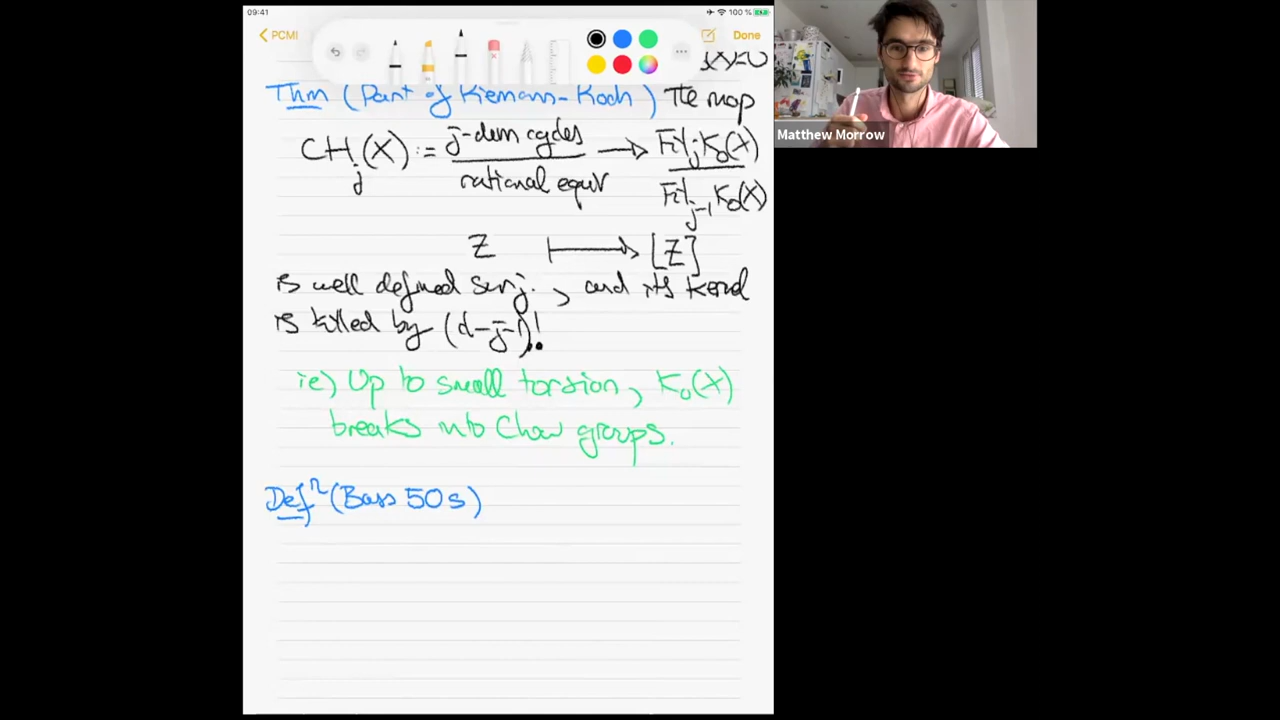 09:41
100 %
PCMI
Done
Thm (Part of Riemann-Roch) The map
CH_j(X) := j-dim cycles / rational equiv → Fil_j K_0(X) / Fil_{j-1} K_0(X)
Z ⟼ [Z]
is well defined surj., and its kernel
is killed by (d-j-1)!.
ie) Up to small torsion, K_0(X)
breaks into Chow groups.
Defⁿ (Bass 50s)
Matthew Morrow